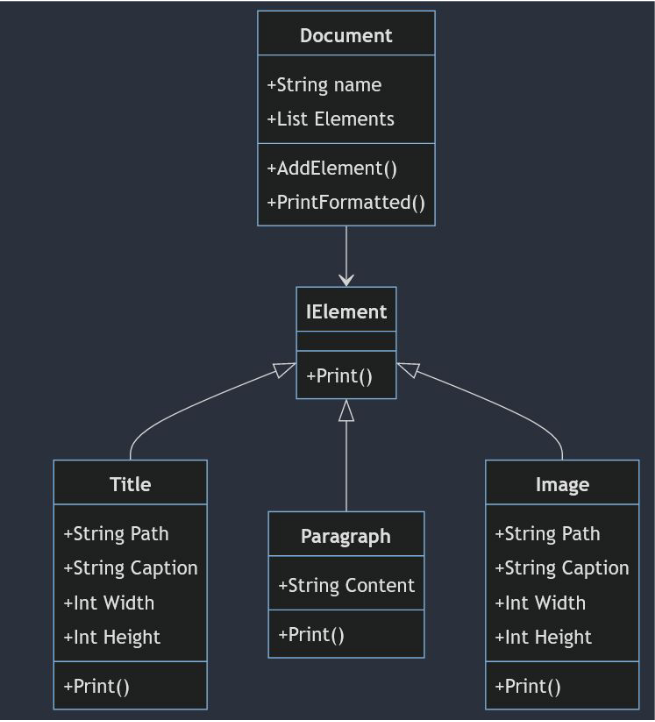 Document
+String name
+List Elements
+AddElement()
+PrintFormatted()
IElement
+Print()
Title
+String Path
+String Caption
+Int Width
+Int Height
+Print()
Paragraph
+String Content
+Print()
Image
+String Path
+String Caption
+Int Width
+Int Height
+Print()